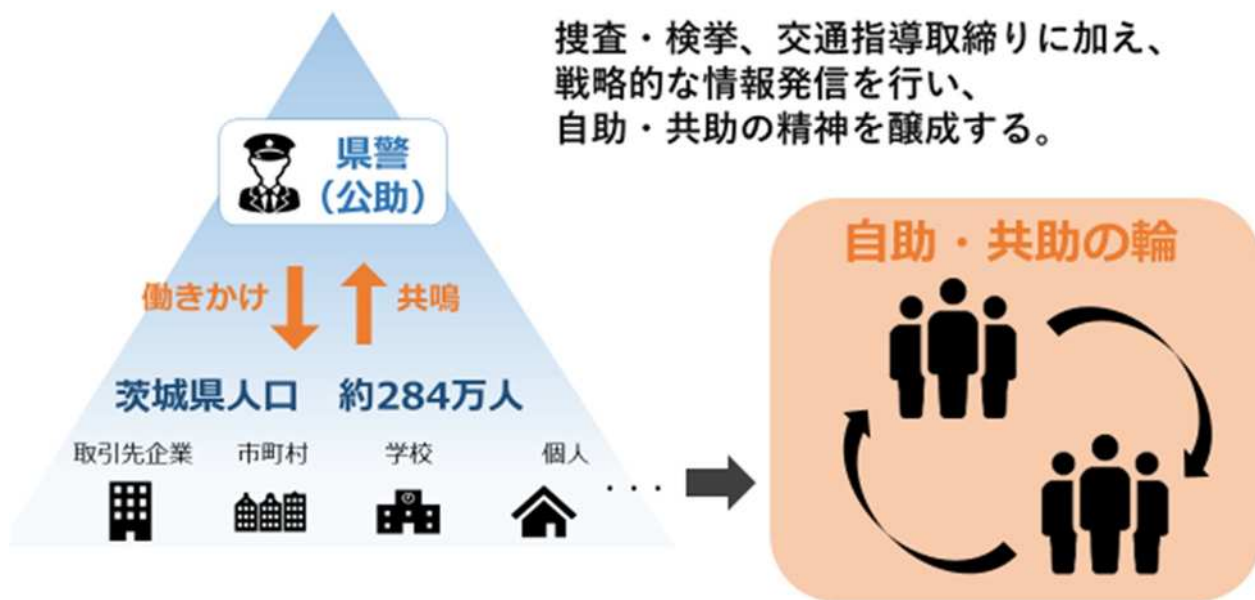 捜査・検挙、交通指導取締りに加え、
戦略的な情報発信を行い、
自助・共助の精神を醸成する。
県警
（公助）
働きかけ
共鳴
茨城県人口　約284万人
取引先企業
市町村
学校
個人
・・・
自助・共助の輪